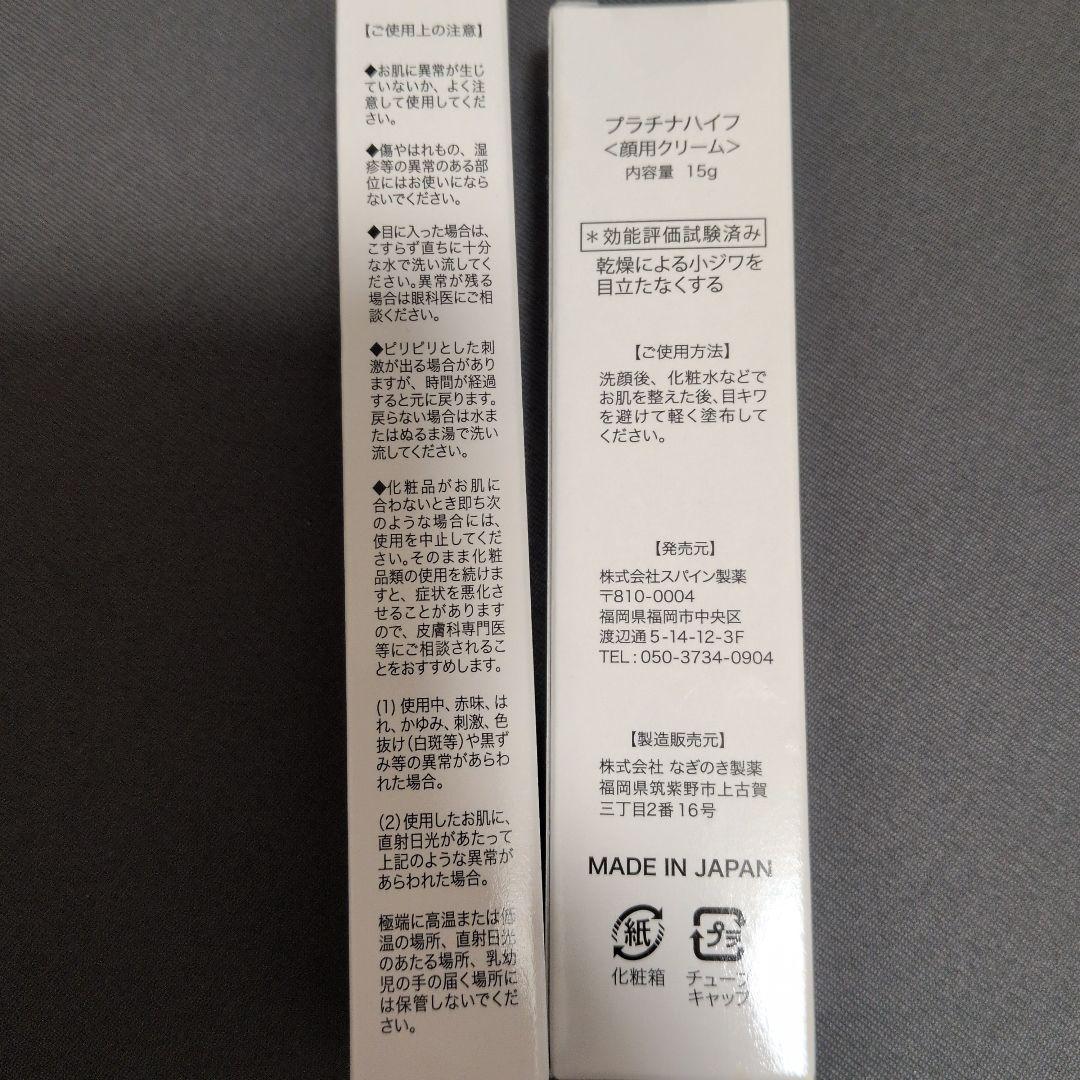 【ご使用上の注意】
◆お肌に異常が生じ
ていないか、よく注
意して使用してくだ
さい。
◆傷やはれもの、湿
疹等の異常のある部
位にはお使いになら
ないでください。
◆目に入った場合は、
こすらず直ちに十分
な水で洗い流してく
ださい。異常が残る
場合は眼科医にご相
談ください。
◆ピリピリとした刺
激が出る場合があり
ますが、時間が経過
すると元に戻ります。
戻らない場合は水ま
たはぬるま湯で洗い
流してください。
◆化粧品がお肌に
合わないとき即ち次
のような場合には、
使用を中止してくだ
さい。そのまま化粧
品類の使用を続けま
すと、症状を悪化さ
せることがあります
ので、皮膚科専門医
等にご相談されるこ
とをおすすめします。
(1) 使用中、赤味、は
れ、かゆみ、刺激、色
抜け(白斑等)や黒ず
み等の異常があらわ
れた場合。
(2)使用したお肌に、
直射日光があたって
上記のような異常が
あらわれた場合。
極端に高温または低
温の場所、直射日光
のあたる場所、乳幼
児の手の届く場所に
は保管しないでくだ
さい。
プラチナハイフ
<顔用クリーム>
内容量 15g
*効能評価試験済み
乾燥による小ジワを
目立たなくする
【ご使用方法】
洗顔後、化粧水などで
お肌を整えた後、目キワ
を避けて軽く塗布して
ください。
【発売元】
株式会社スパイン製薬
〒810-0004
福岡県福岡市中央区
渡辺通5-14-12-3F
TEL:050-3734-0904
【製造販売元】
株式会社 なぎのき製薬
福岡県筑紫野市上古賀
三丁目2番16号
MADE IN JAPAN
紙 プラ
化粧箱 チューブ
キャップ